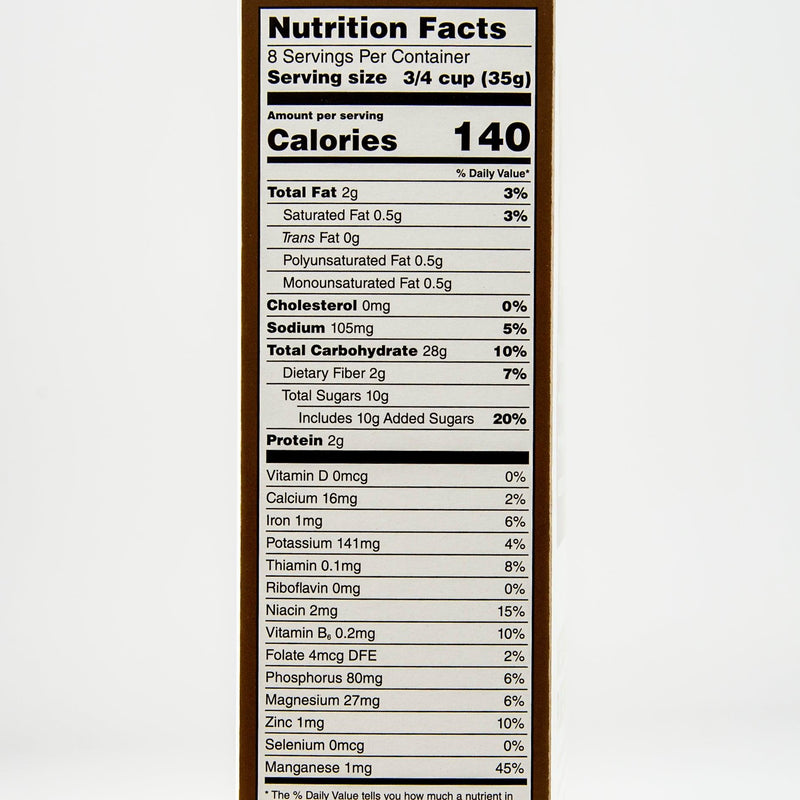 Nutrition Facts
8 Servings Per Container
Serving size 3/4 cup (35g)
Amount per serving
Calories 140
% Daily Value*
Total Fat 2g 3%
Saturated Fat 0.5g 3%
Trans Fat 0g
Polyunsaturated Fat 0.5g
Monounsaturated Fat 0.5g
Cholesterol 0mg 0%
Sodium 105mg 5%
Total Carbohydrate 28g 10%
Dietary Fiber 2g 7%
Total Sugars 10g
Includes 10g Added Sugars 20%
Protein 2g
Vitamin D 0mcg 0%
Calcium 16mg 2%
Iron 1mg 6%
Potassium 141mg 4%
Thiamin 0.1mg 8%
Riboflavin 0mg 0%
Niacin 2mg 15%
Vitamin B₆ 0.2mg 10%
Folate 4mcg DFE 2%
Phosphorus 80mg 6%
Magnesium 27mg 6%
Zinc 1mg 10%
Selenium 0mcg 0%
Manganese 1mg 45%
* The % Daily Value tells you how much a nutrient in